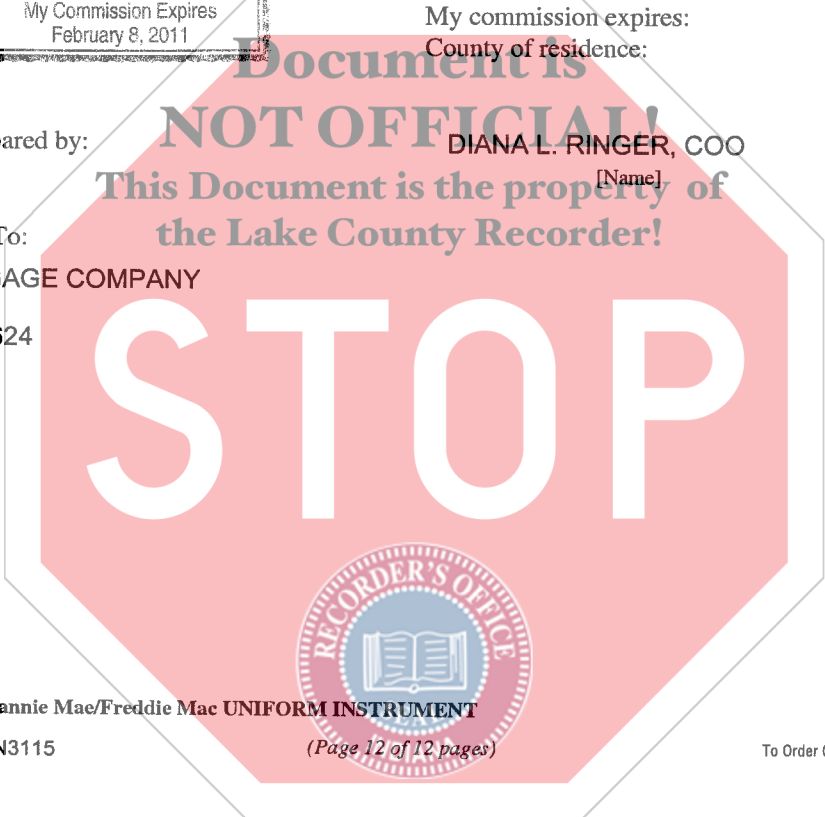 My Commission Expires
February 8, 2011
My commission expires:
County of residence:
Document is
NOT OFFICIAL!
ared by:
DIANA L. RINGER, COO
[Name]
This Document is the property of
To:
the Lake County Recorder!
AGE COMPANY
624
STOP
RECORDER'S OFFICE
annie Mae/Freddie Mac UNIFORM INSTRUMENT
N3115
(Page 12 of 12 pages)
To Order